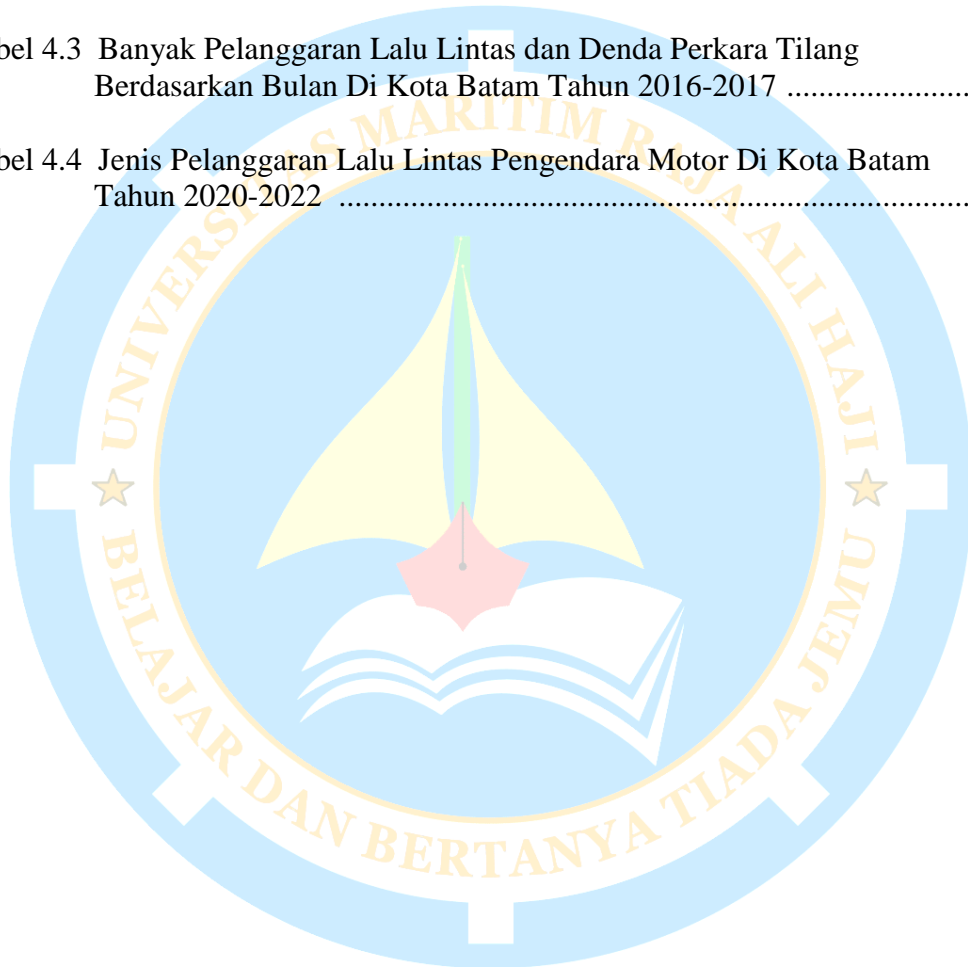 bel 4.3 Banyak Pelanggaran Lalu Lintas dan Denda Perkara Tilang
Berdasarkan Bulan Di Kota Batam Tahun 2016-2017 ......................
bel 4.4 Jenis Pelanggaran Lalu Lintas Pengendara Motor Di Kota Batam
Tahun 2020-2022 ..............................................................................
UNIVERSITAS MARITIM RAJA ALI HAJI
BELAJAR DAN BERTANYA TIADA JEMU